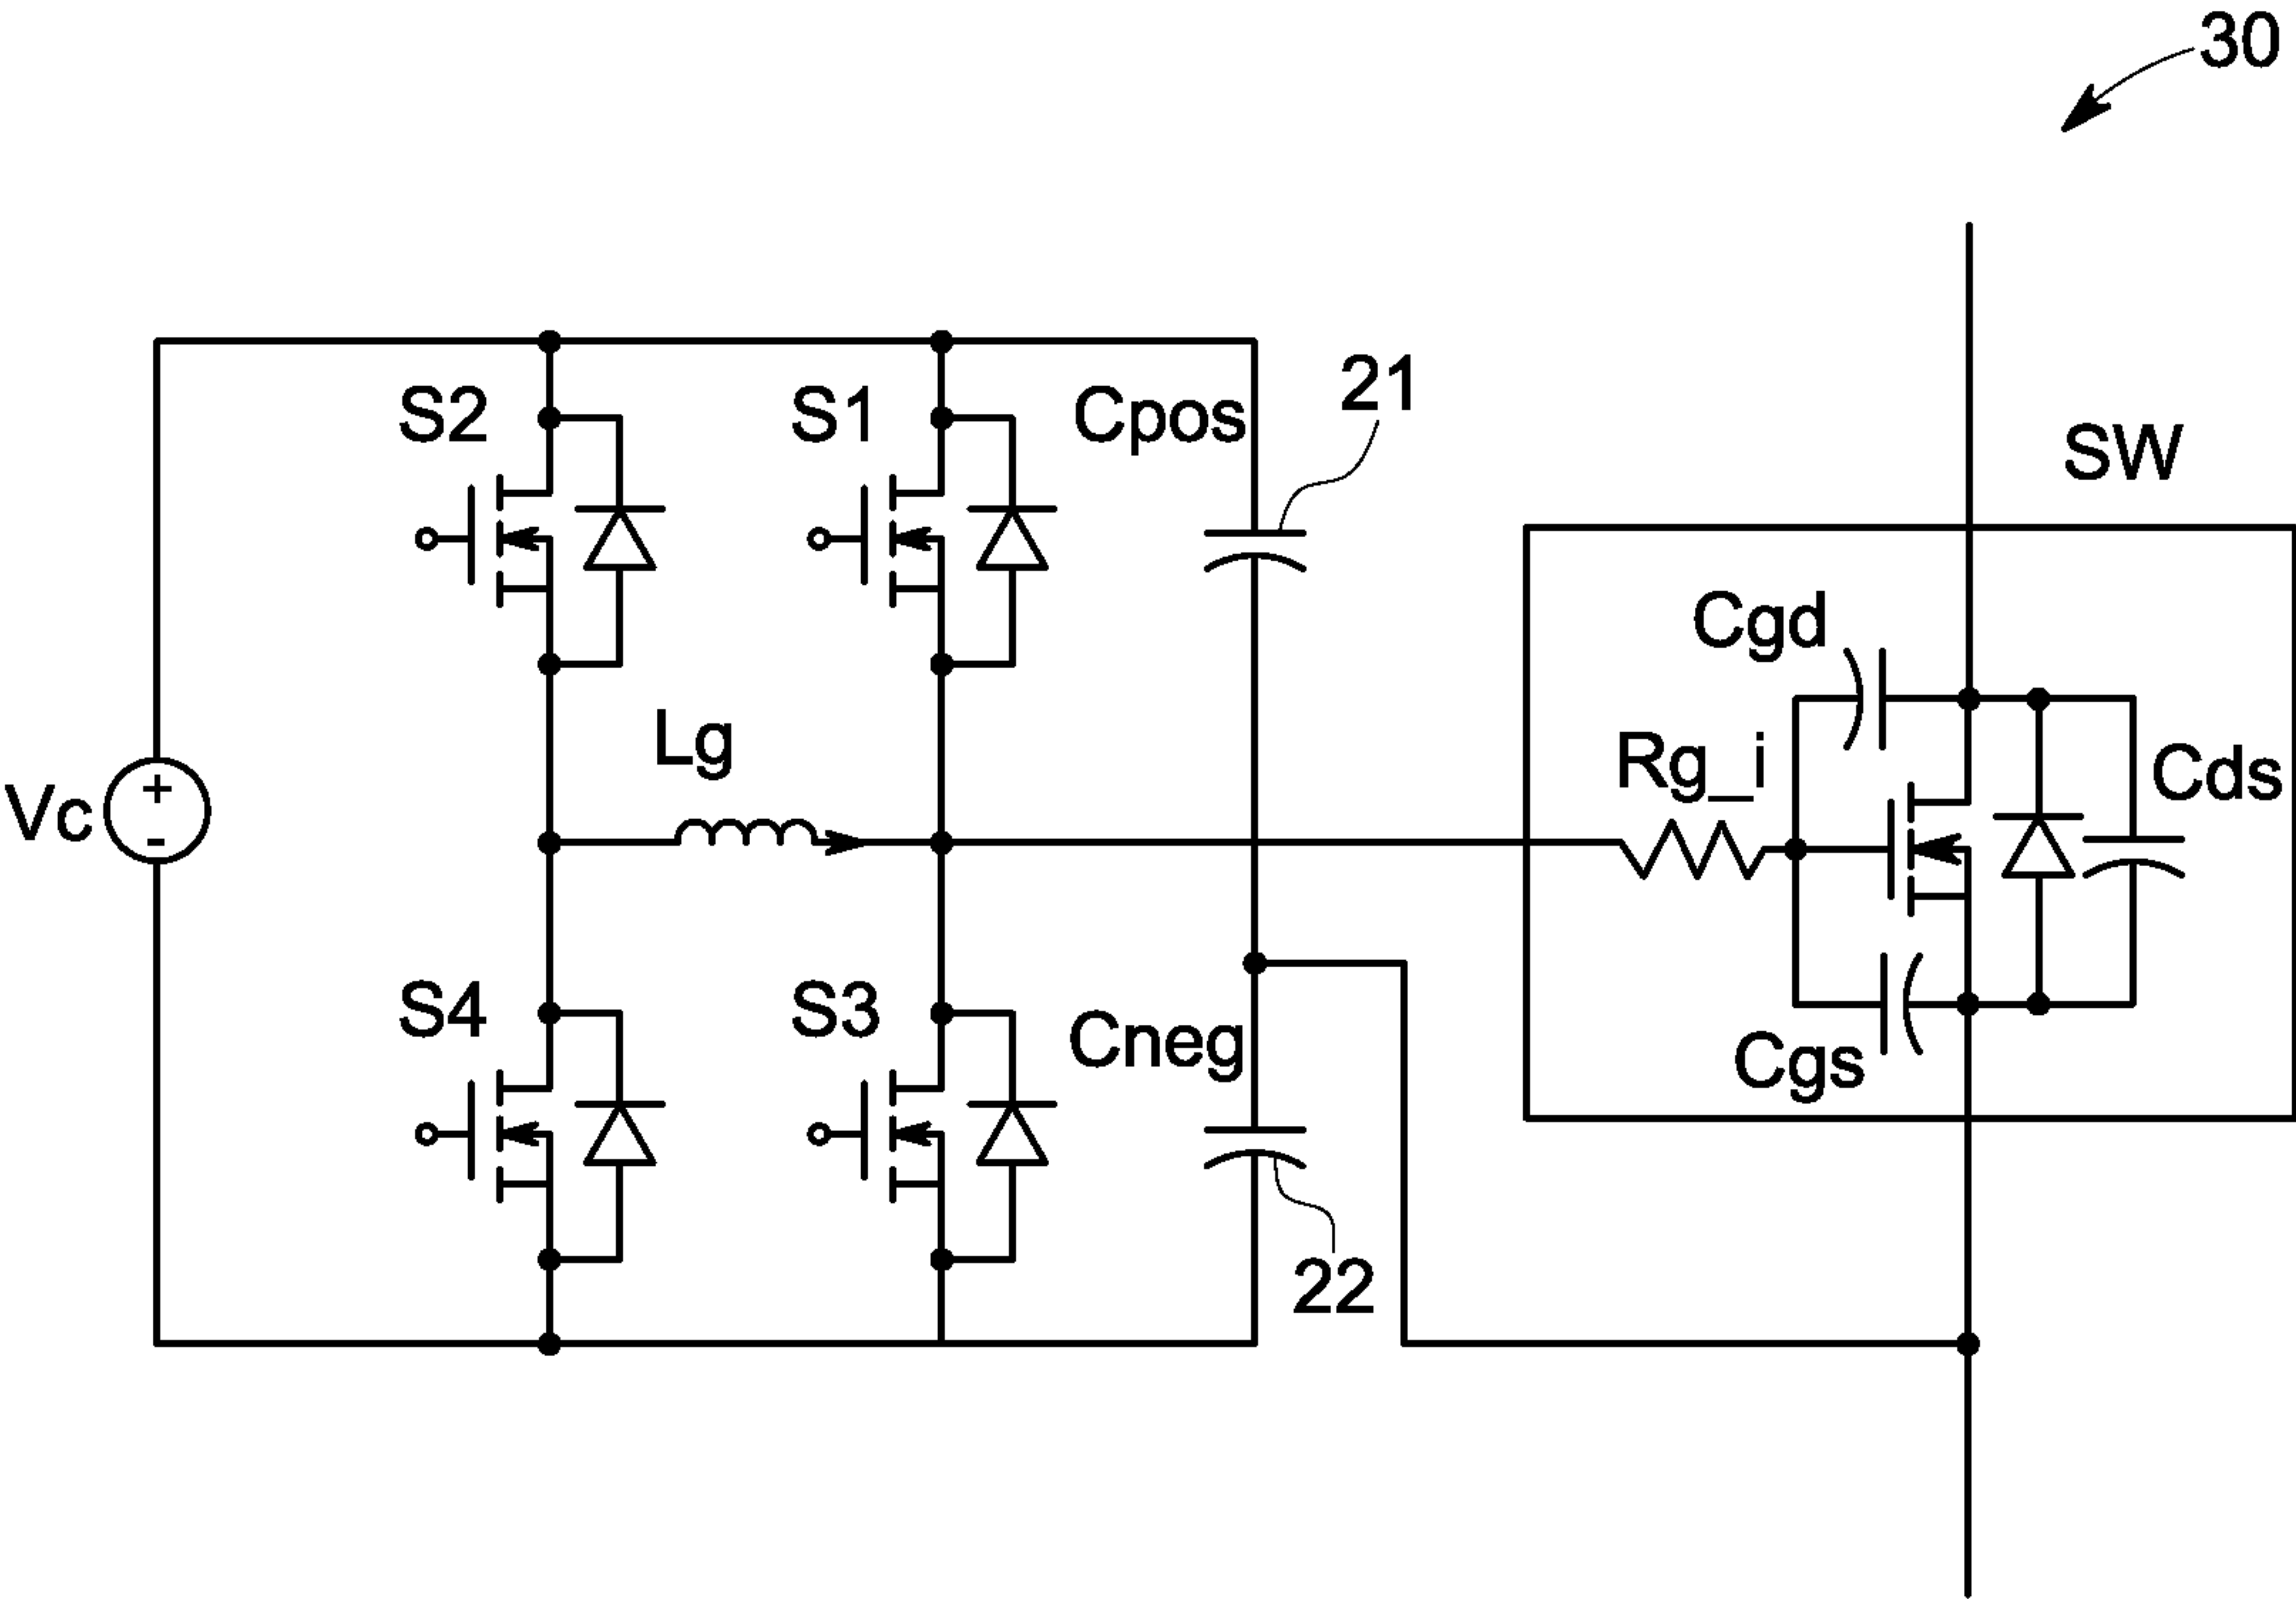 30
21
S2
S1
Cpos
SW
Cgd
Lg
Rg_i
Cds
Vc
+
-
S4
S3
Cneg
Cgs
22